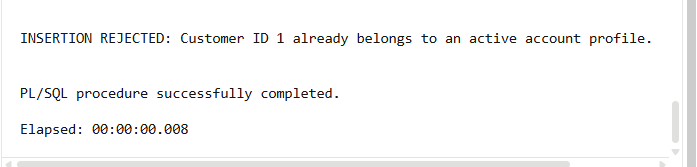 INSERTION REJECTED: Customer ID 1 already belongs to an active account profile.
PL/SQL procedure successfully completed.
Elapsed: 00:00:00.008